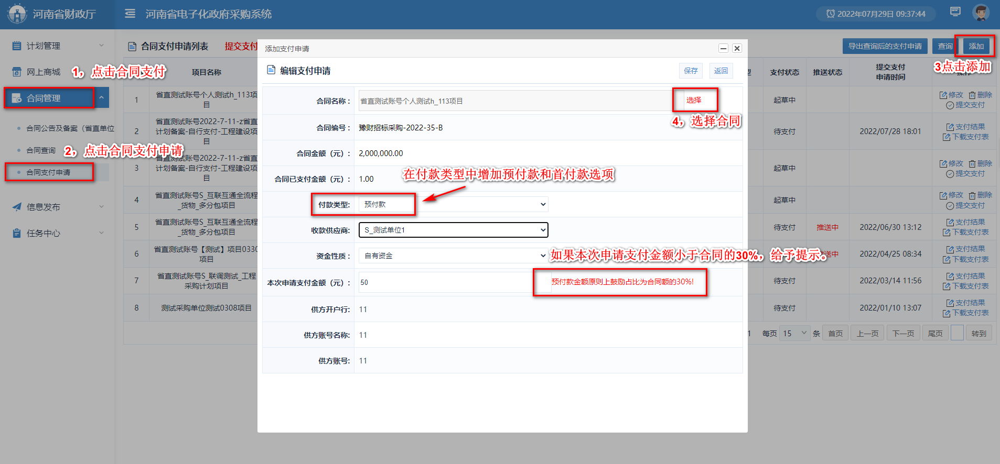 河南省财政厅
河南省电子化政府采购系统
2022年07月29日 09:37:44
计划管理
网上商城
1，点击合同支付
合同管理
合同公告及备案（省直单位
合同查询
2，点击合同支付申请
合同支付申请
信息发布
任务中心
合同支付申请列表
提交支付
导出查询后的支付申请
查询
添加
3点击添加
项目名称
型
支付状态
推送状态
提交支付
申请时间
1
省直测试账号个人测试h_113项
目
起草中
修改
删除
提交支付
2
省直测试账号2022-7-11-z省直
计划备案-自行支付-工程建设项
目
待支付
2022/07/28 18:01
支付结果
下载支付表
3
省直测试账号2022-7-11-z省直
计划备案-自行支付-工程建设项
目
起草中
修改
删除
提交支付
4
省直测试账号S_互联互通全流程
_货物_多分包项目
起草中
修改
删除
提交支付
5
省直测试账号S_互联互通全流程
_货物_多分包项目
待支付
推送中
2022/06/30 13:12
支付结果
下载支付表
6
省直测试账号【测试】项目0330
项目
送中
2022/04/25 08:34
支付结果
下载支付表
7
省直测试账号S_联调测试_工程
采购计划项目
待支付
2022/03/14 11:56
支付结果
下载支付表
8
测试采购单位测试0308项目
待支付
2022/01/10 13:07
支付结果
下载支付表
1
每页
15
条
首页
上一页
下一页
尾页
转到
添加支付申请
编辑支付申请
保存
返回
合同名称：
省直测试账号个人测试h_113项目
选择
4，选择合同
合同编号：
豫财招标采购-2022-35-B
合同金额（元）：
2,000,000.00
合同已支付金额（元）：
1.00
在付款类型中增加预付款和首付款选项
付款类型:
预付款
收款供应商:
S_测试单位1
资金性质：
自有资金
如果本次申请支付金额小于合同的30%，给予提示。
本次申请支付金额（元）：
50
预付款金额原则上鼓励占比为合同额的30%!
供方开户行:
11
供方账号名称:
11
供方账号:
11